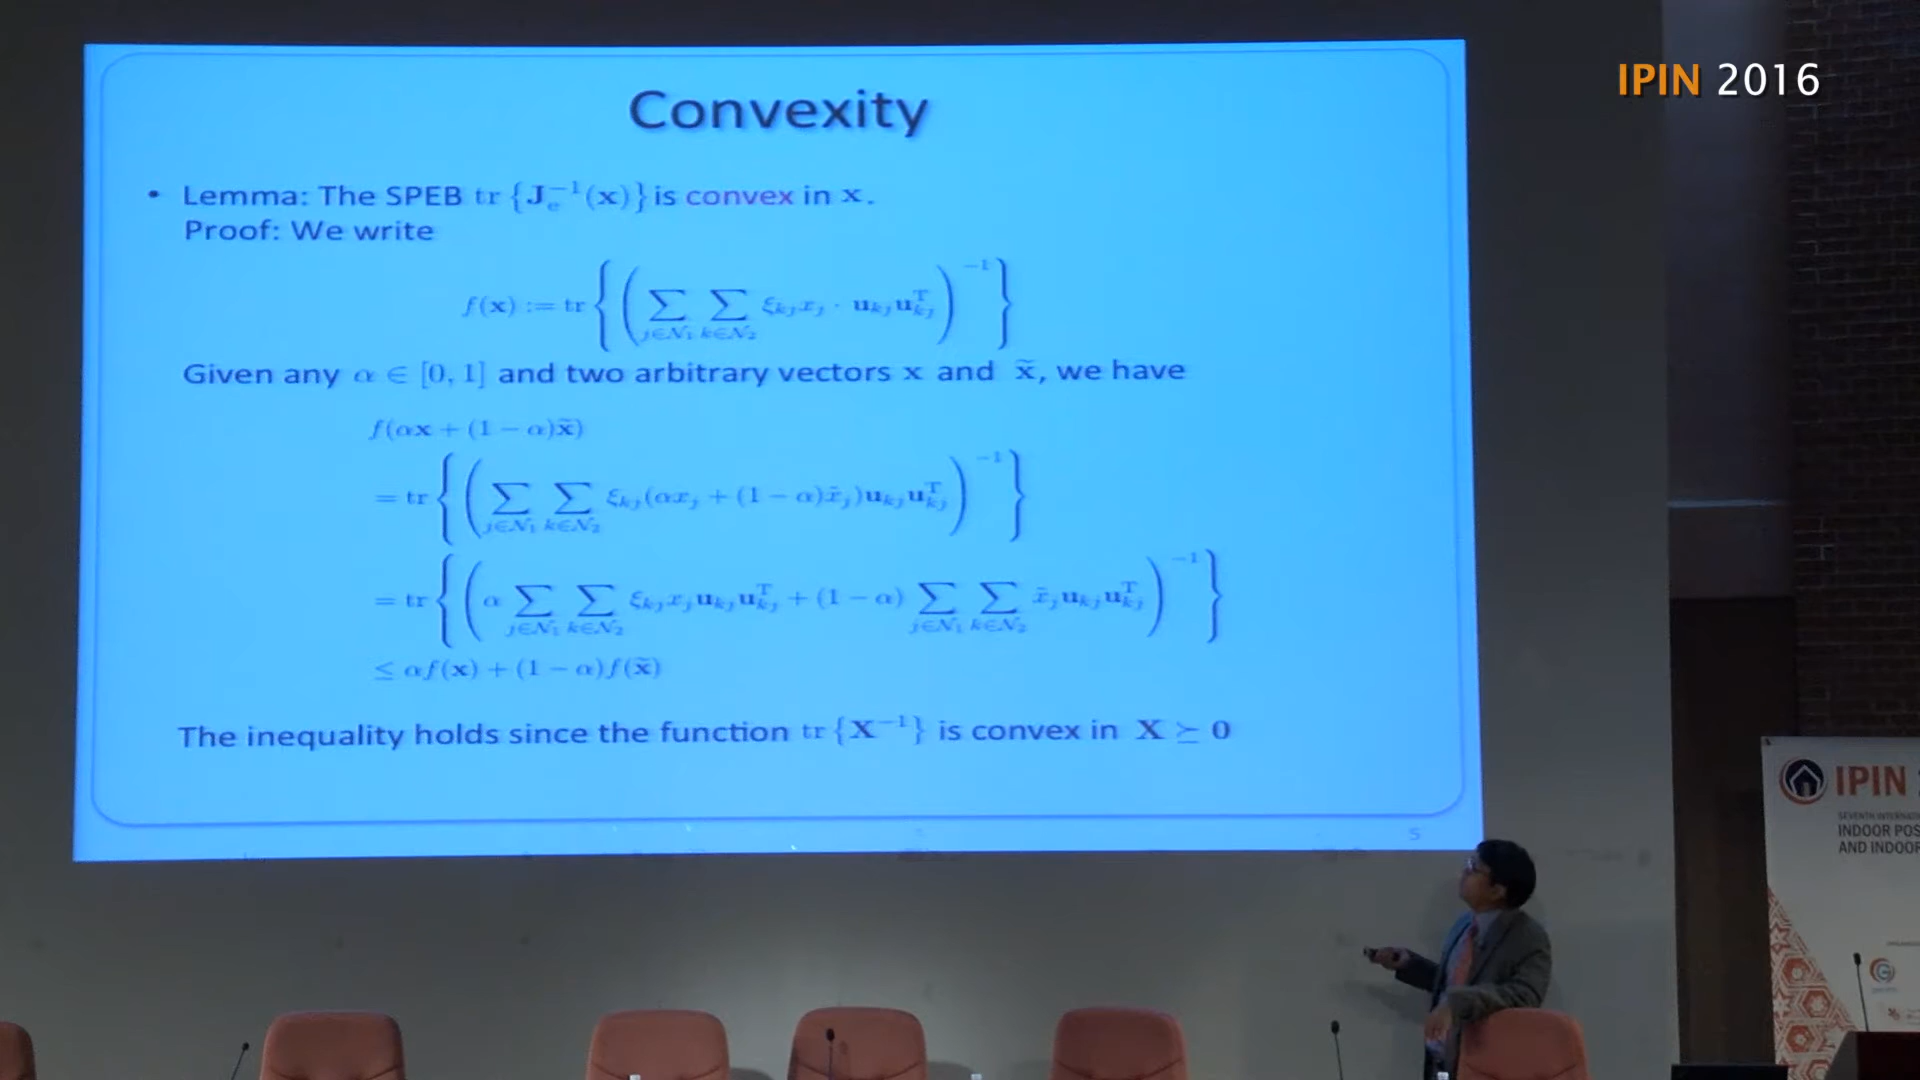 IPIN 2016
Convexity
• Lemma: The SPEB tr {J_e^{-1}(x)} is convex in x.
Proof: We write
f(x) := tr { ( ∑_{j∈N_1} ∑_{k∈N_2} ξ_{kj} x_j · u_{kj} u_{kj}^T )^{-1} }
Given any α ∈ [0, 1] and two arbitrary vectors x and x̃, we have
f(αx + (1 − α)x̃)
= tr { ( ∑_{j∈N_1} ∑_{k∈N_2} ξ_{kj}(αx_j + (1 − α)x̃_j) u_{kj} u_{kj}^T )^{-1} }
= tr { ( α ∑_{j∈N_1} ∑_{k∈N_2} ξ_{kj} x_j u_{kj} u_{kj}^T + (1 − α) ∑_{j∈N_1} ∑_{k∈N_2} x̃_j u_{kj} u_{kj}^T )^{-1} }
≤ αf(x) + (1 − α)f(x̃)
The inequality holds since the function tr {X^{-1}} is convex in X ⪰ 0
5
IPIN
SEVENTH
INDOOR
AND INDOOR